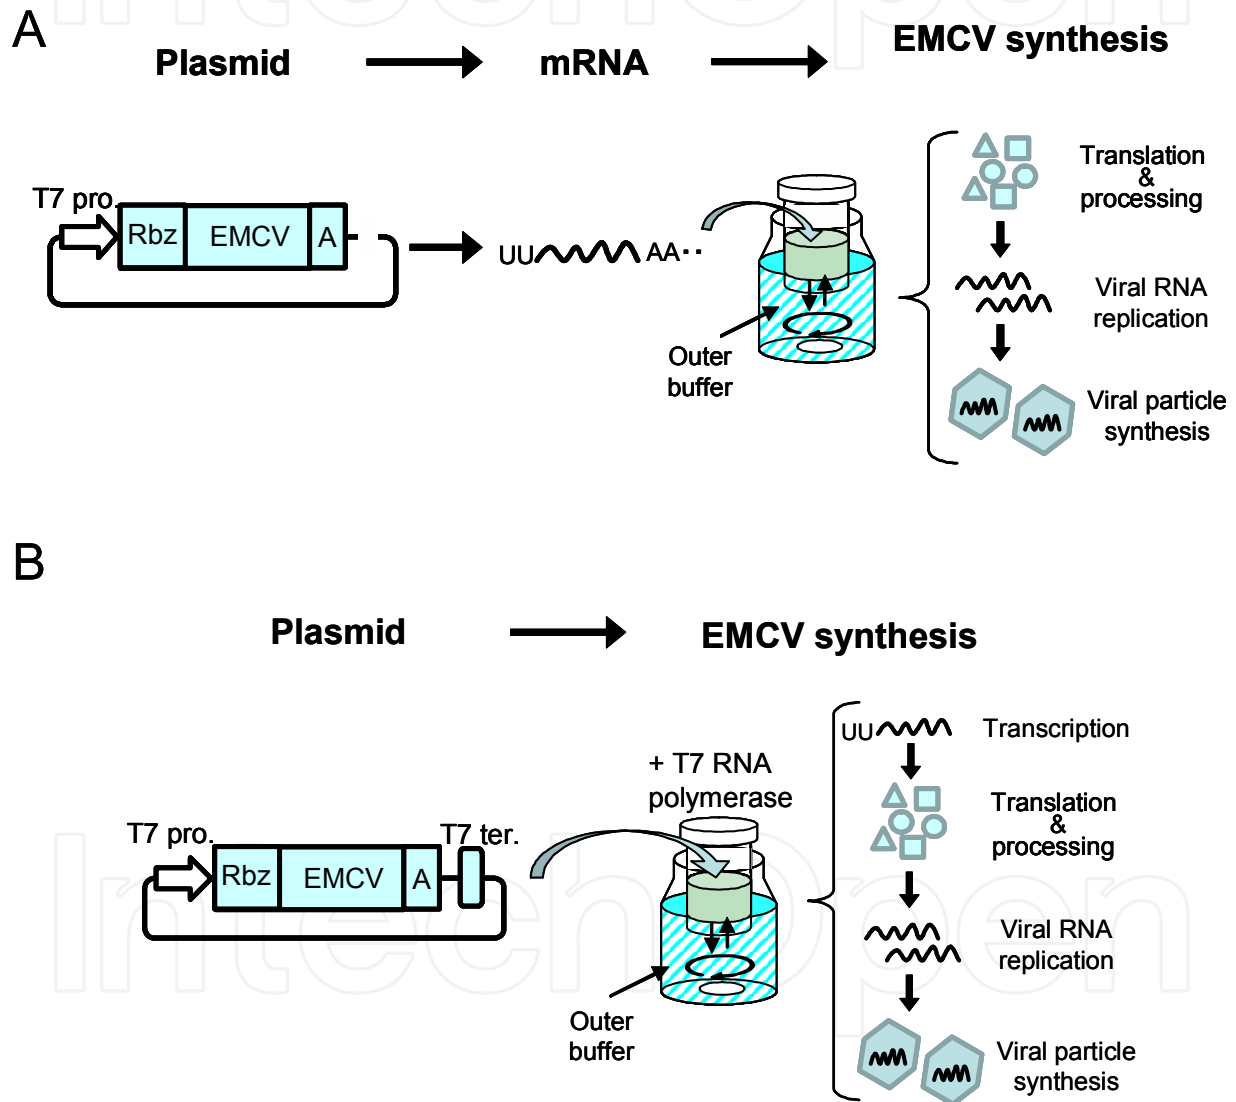 IntechOpen
A
Plasmid
mRNA
EMCV synthesis
T7 pro.
Rbz
EMCV
A
UU
AA··
Outer
buffer
Translation
&
processing
Viral RNA
replication
Viral particle
synthesis
B
Plasmid
EMCV synthesis
T7 pro.
Rbz
EMCV
A
T7 ter.
+ T7 RNA
polymerase
Outer
buffer
UU
Transcription
Translation
&
processing
Viral RNA
replication
Viral particle
synthesis
IntechOpen